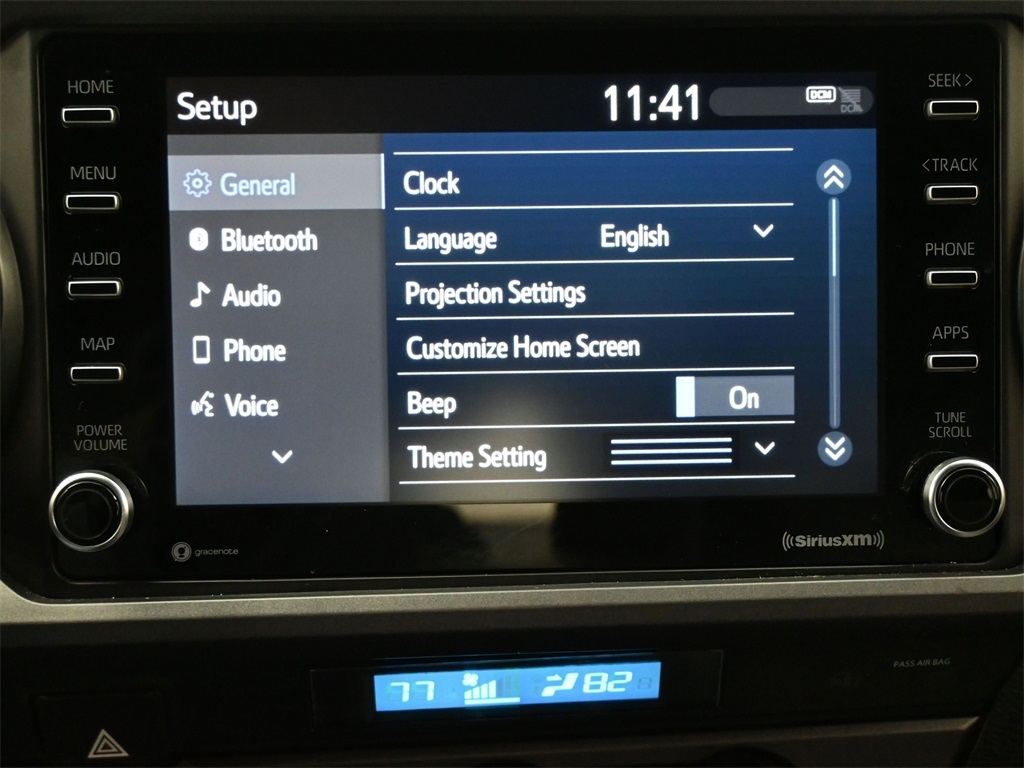 HOME
MENU
AUDIO
MAP
POWER
VOLUME
Setup
11:41
DCM
DCM
General
Bluetooth
Audio
Phone
Voice
Clock
Language English
Projection Settings
Customize Home Screen
Beep On
Theme Setting
SEEK >
< TRACK
PHONE
APPS
TUNE
SCROLL
gracenote
((SiriusXM))
77 82
PASS AIR BAG